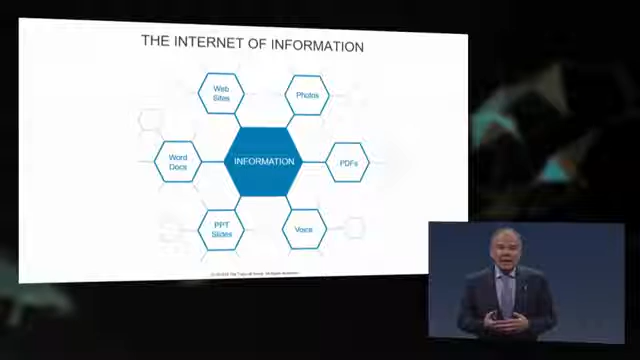 THE INTERNET OF INFORMATION
Web
Sites
Photos
Word
Docs
INFORMATION
PDFs
PPT
Slides
Voice